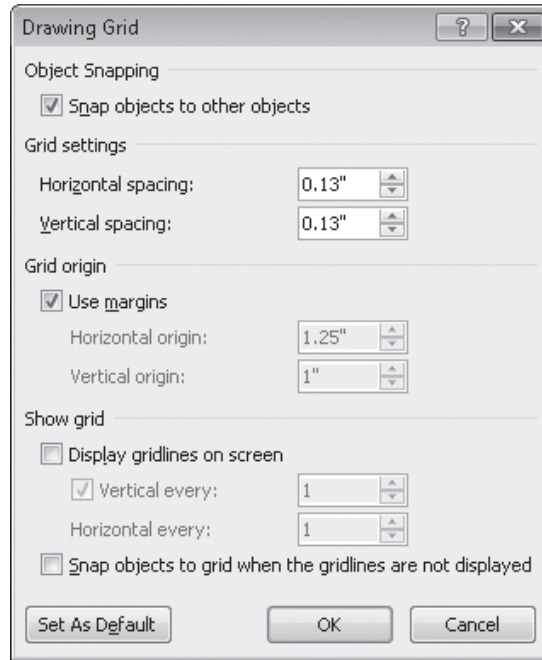 Drawing Grid
Object Snapping
Snap objects to other objects
Grid settings
Horizontal spacing: 0.13"
Vertical spacing: 0.13"
Grid origin
Use margins
Horizontal origin: 1.25"
Vertical origin: 1"
Show grid
Display gridlines on screen
Vertical every: 1
Horizontal every: 1
Snap objects to grid when the gridlines are not displayed
Set As Default OK Cancel